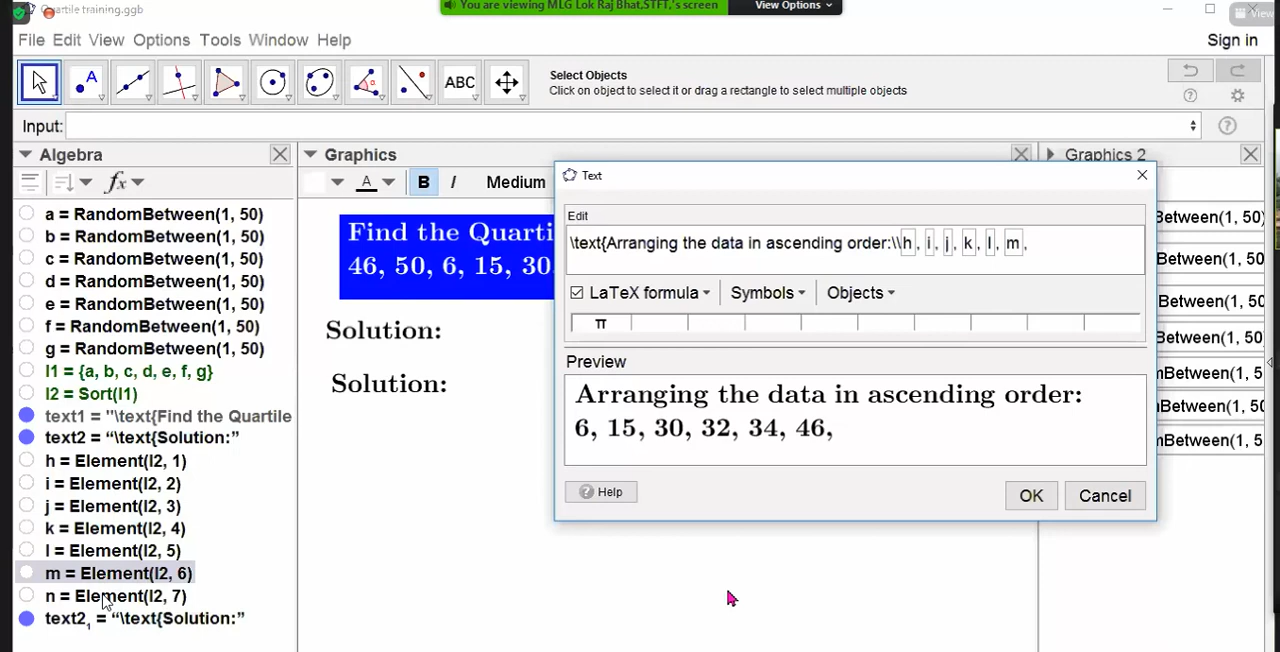 Quartile training.ggb
You are viewing MLG Lok Raj Bhat,STFT,'s screen
View Options
View
File Edit View Options Tools Window Help
Sign in
A
ABC
Select Objects
Click on object to select it or drag a rectangle to select multiple objects
Input:
Algebra
Graphics
Graphics 2
fx
A
B
I
Medium
a = RandomBetween(1, 50)
b = RandomBetween(1, 50)
c = RandomBetween(1, 50)
d = RandomBetween(1, 50)
e = RandomBetween(1, 50)
f = RandomBetween(1, 50)
g = RandomBetween(1, 50)
l1 = {a, b, c, d, e, f, g}
l2 = Sort(l1)
text1 = "\text{Find the Quartile
text2 = “\text{Solution:”
h = Element(l2, 1)
i = Element(l2, 2)
j = Element(l2, 3)
k = Element(l2, 4)
l = Element(l2, 5)
m = Element(l2, 6)
n = Element(l2, 7)
text2₁ = “\text{Solution:”
Find the Quarti
46, 50, 6, 15, 30
Solution:
Solution:
Text
Edit
\text{Arranging the data in ascending order:\\h, i, j, k, l, m,
LaTeX formula
Symbols
Objects
π
Preview
Arranging the data in ascending order:
6, 15, 30, 32, 34, 46,
Help
OK
Cancel
Between(1, 50)
mBetween(1, 50
mBetween(1, 50)
Between(1, 50)
mBetween(1, 5
Between(1, 50
mBetween(1, 5